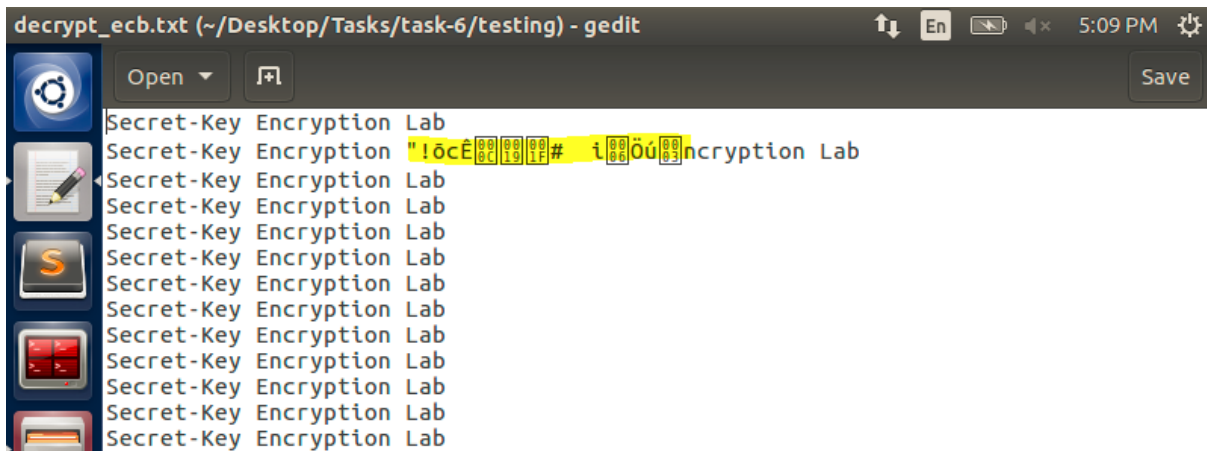 decrypt_ecb.txt (~/Desktop/Tasks/task-6/testing) - gedit En 5:09 PM
Open Save
Secret-Key Encryption Lab
Secret-Key Encryption "!õcÊ# i Öú ncryption Lab
Secret-Key Encryption Lab
Secret-Key Encryption Lab
Secret-Key Encryption Lab
Secret-Key Encryption Lab
Secret-Key Encryption Lab
Secret-Key Encryption Lab
Secret-Key Encryption Lab
Secret-Key Encryption Lab
Secret-Key Encryption Lab
Secret-Key Encryption Lab
Secret-Key Encryption Lab